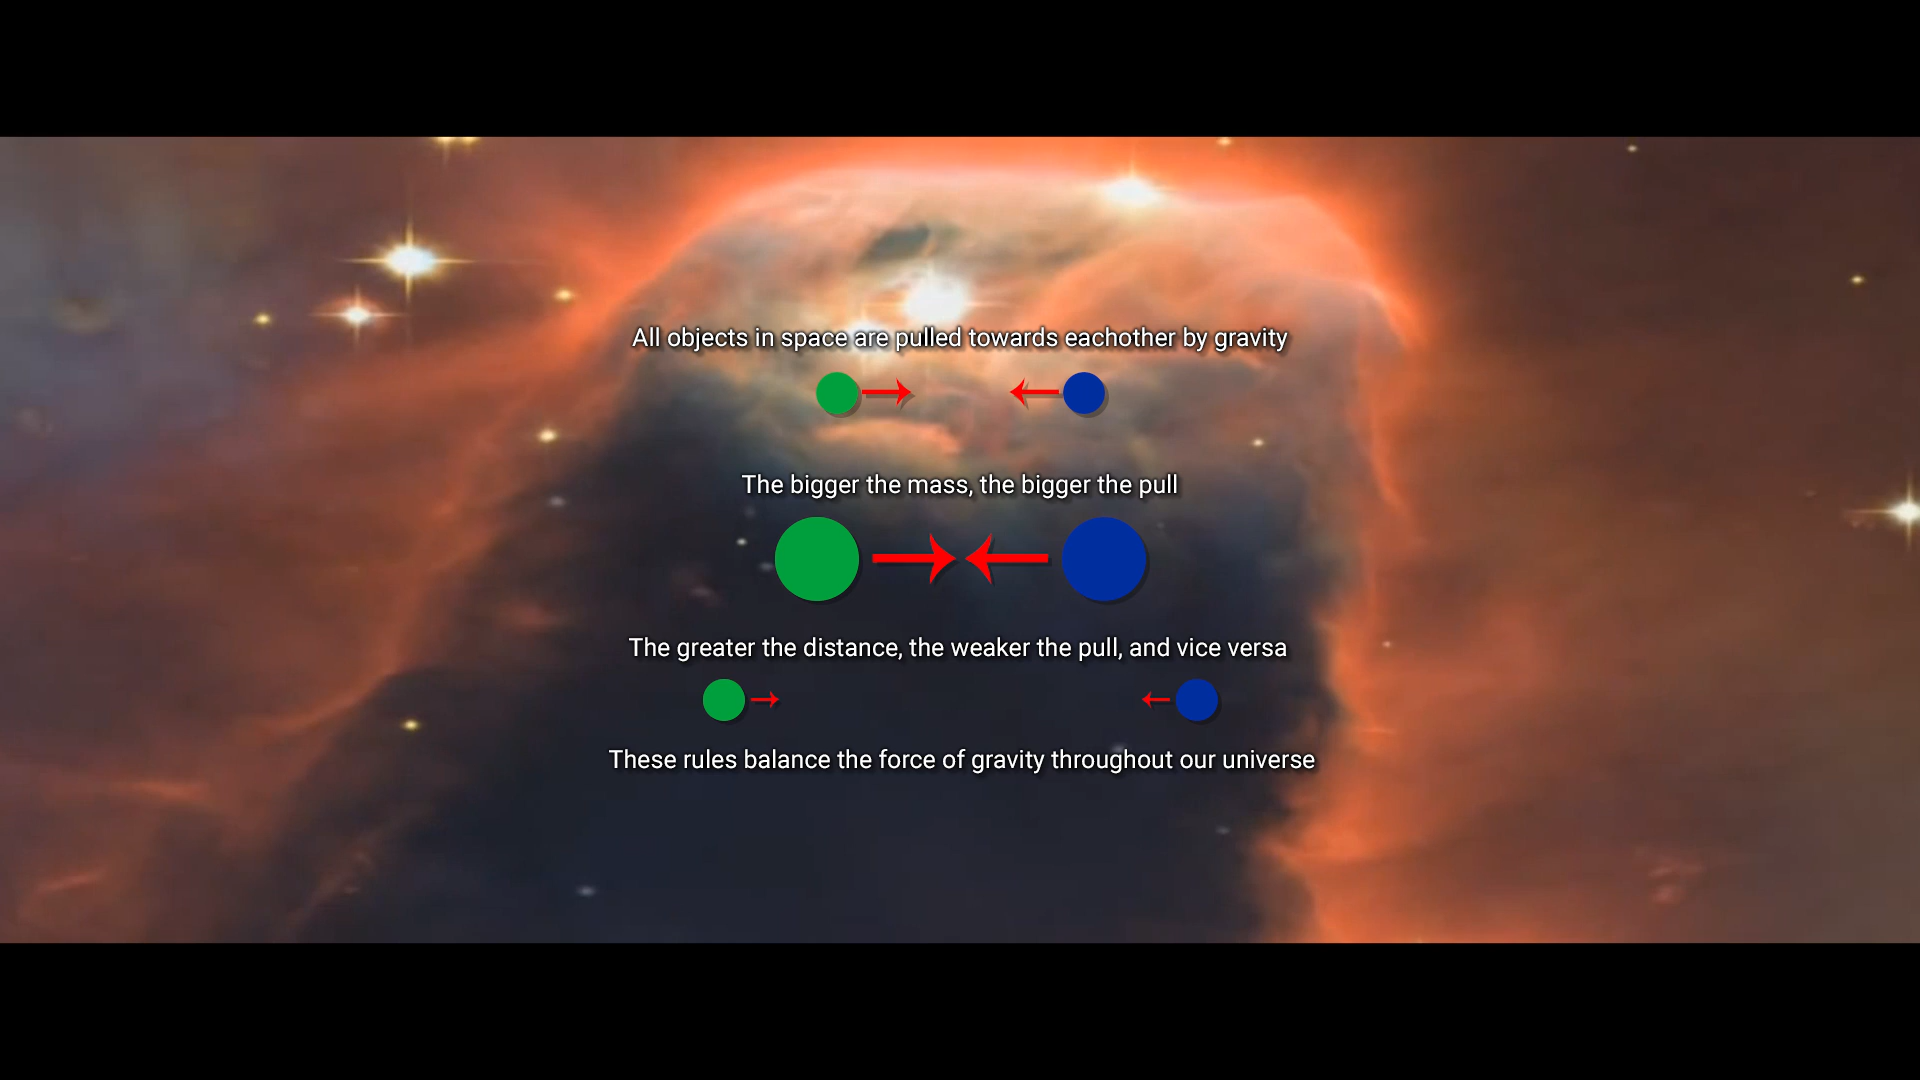 All objects in space are pulled towards eachother by gravity
The bigger the mass, the bigger the pull
The greater the distance, the weaker the pull, and vice versa
These rules balance the force of gravity throughout our universe